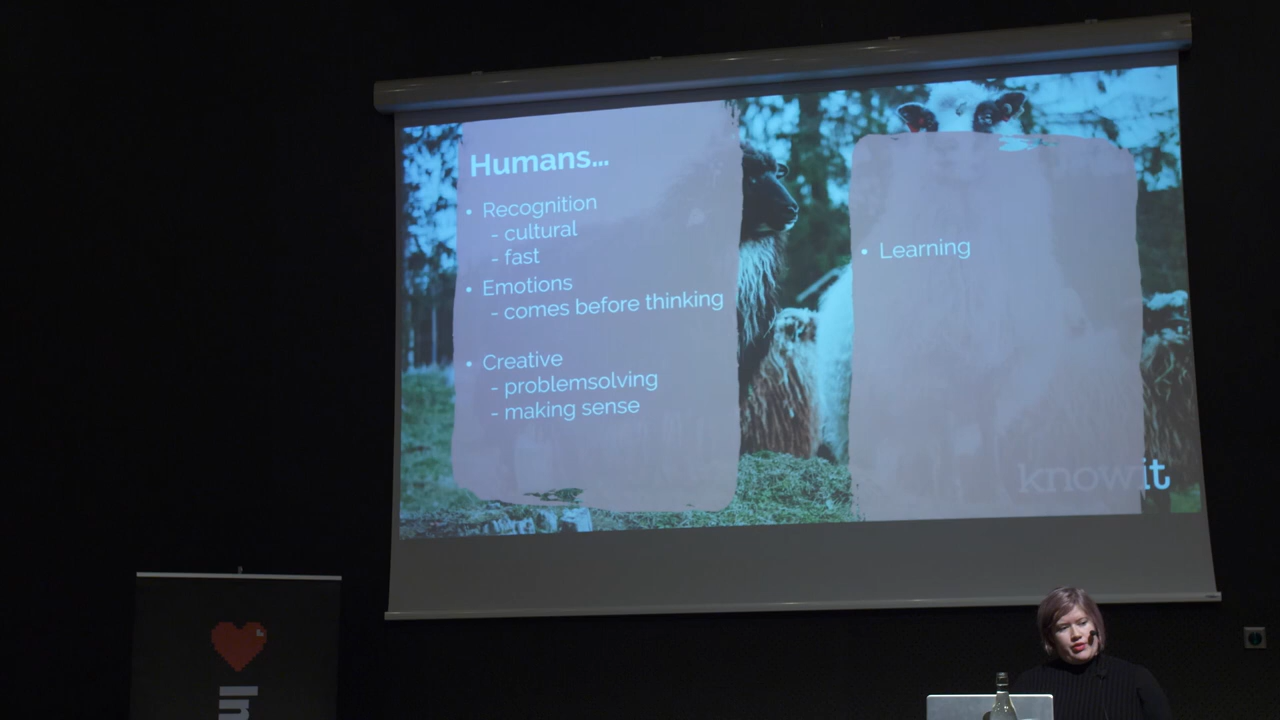 Humans...
• Recognition
- cultural
- fast
• Emotions
- comes before thinking
• Creative
- problemsolving
- making sense
• Learning
knowit